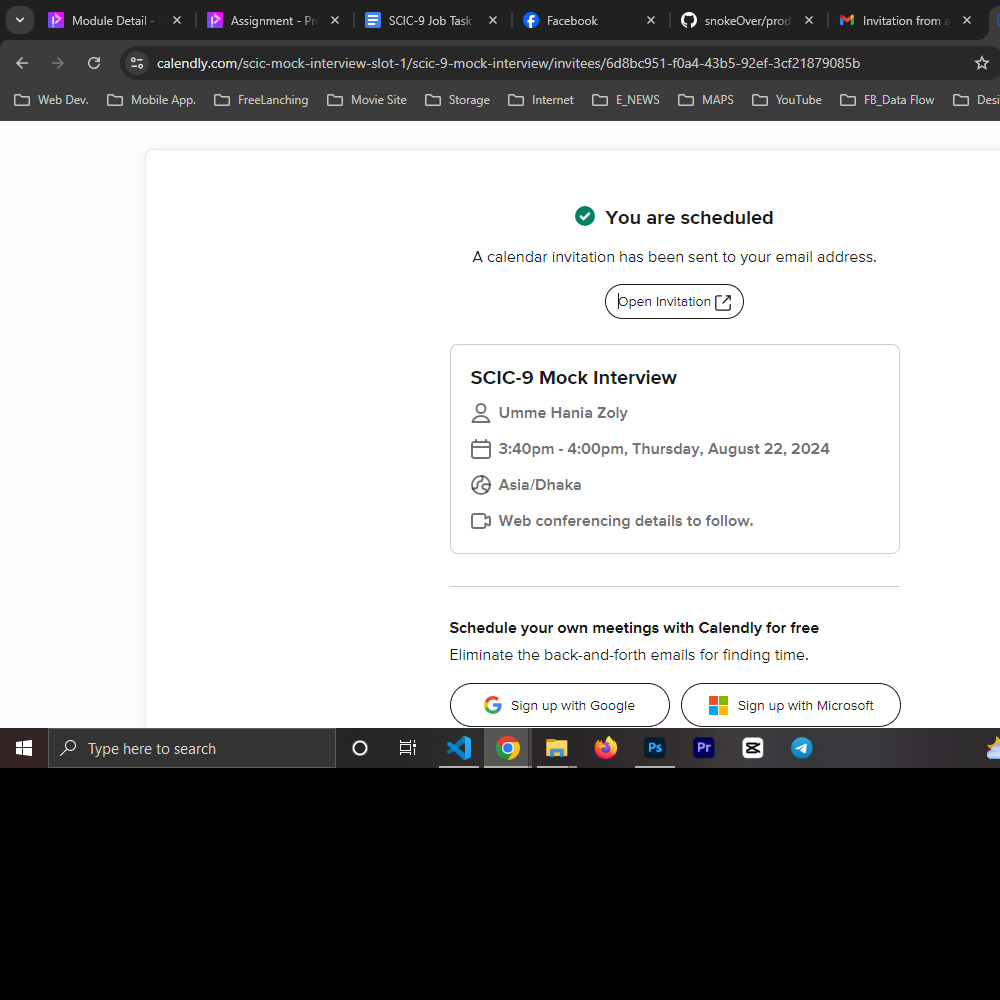 Module Detail -
Assignment - Pr
SCIC-9 Job Task
Facebook
snokeOver/prod
Invitation from a
calendly.com/scic-mock-interview-slot-1/scic-9-mock-interview/invitees/6d8bc951-f0a4-43b5-92ef-3cf21879085b
Web Dev.
Mobile App.
FreeLanching
Movie Site
Storage
Internet
E_NEWS
MAPS
YouTube
FB_Data Flow
Desi
You are scheduled
A calendar invitation has been sent to your email address.
Open Invitation
SCIC-9 Mock Interview
Umme Hania Zoly
3:40pm - 4:00pm, Thursday, August 22, 2024
Asia/Dhaka
Web conferencing details to follow.
Schedule your own meetings with Calendly for free
Eliminate the back-and-forth emails for finding time.
Sign up with Google
Sign up with Microsoft
Type here to search
Ps
Pr